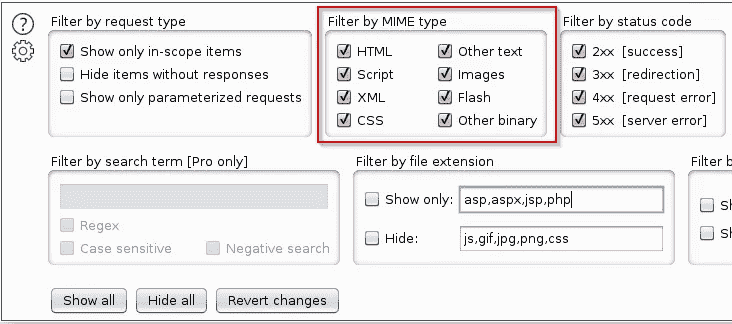 ?
Filter by request type
Show only in-scope items
Hide items without responses
Show only parameterized requests
Filter by MIME type
HTML
Script
XML
CSS
Other text
Images
Flash
Other binary
Filter by status code
2xx [success]
3xx [redirection]
4xx [request error]
5xx [server error]
Filter by search term [Pro only]
Regex
Case sensitive
Negative search
Filter by file extension
Show only: asp,aspx,jsp,php
Hide: js,gif,jpg,png,css
Filter b
Sh
Sh
Show all
Hide all
Revert changes